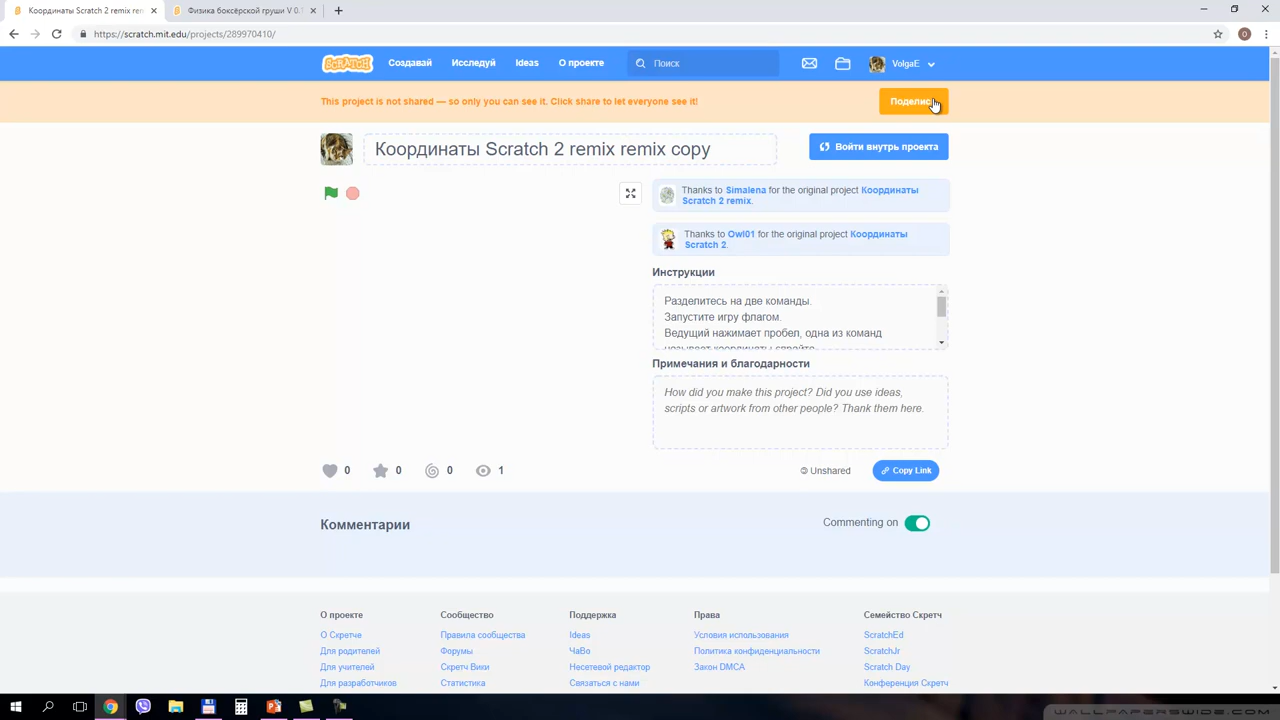 Координаты Scratch 2 remix rem
Физика боксёрской груши V 0.
https://scratch.mit.edu/projects/289970410/
SCRATCH Создавай Исследуй Ideas О проекте Поиск VolgaE
This project is not shared — so only you can see it. Click share to let everyone see it!
Координаты Scratch 2 remix remix copy
Войти внутрь проекта
Thanks to Simalena for the original project Координаты
Scratch 2 remix.
Thanks to Owl01 for the original project Координаты
Scratch 2.
Инструкции
Разделитесь на две команды.
Запустите игру флагом.
Ведущий нажимает пробел, одна из команд
Примечания и благодарности
How did you make this project? Did you use ideas,
scripts or artwork from other people? Thank them here.
0 0 0 1
Unshared
Copy Link
Комментарии
Commenting on
О проекте Сообщество Поддержка Права Семейство Скретч
О Скретче Правила сообщества Ideas Условия использования ScratchEd
Для родителей Форумы ЧаВо Политика конфиденциальности ScratchJr
Для учителей Скретч Вики Несетевой редактор Закон DMCA Scratch Day
Для разработчиков Статистика Связаться с нами Конференция Скретч
WALLPAPERSWIDE.COM